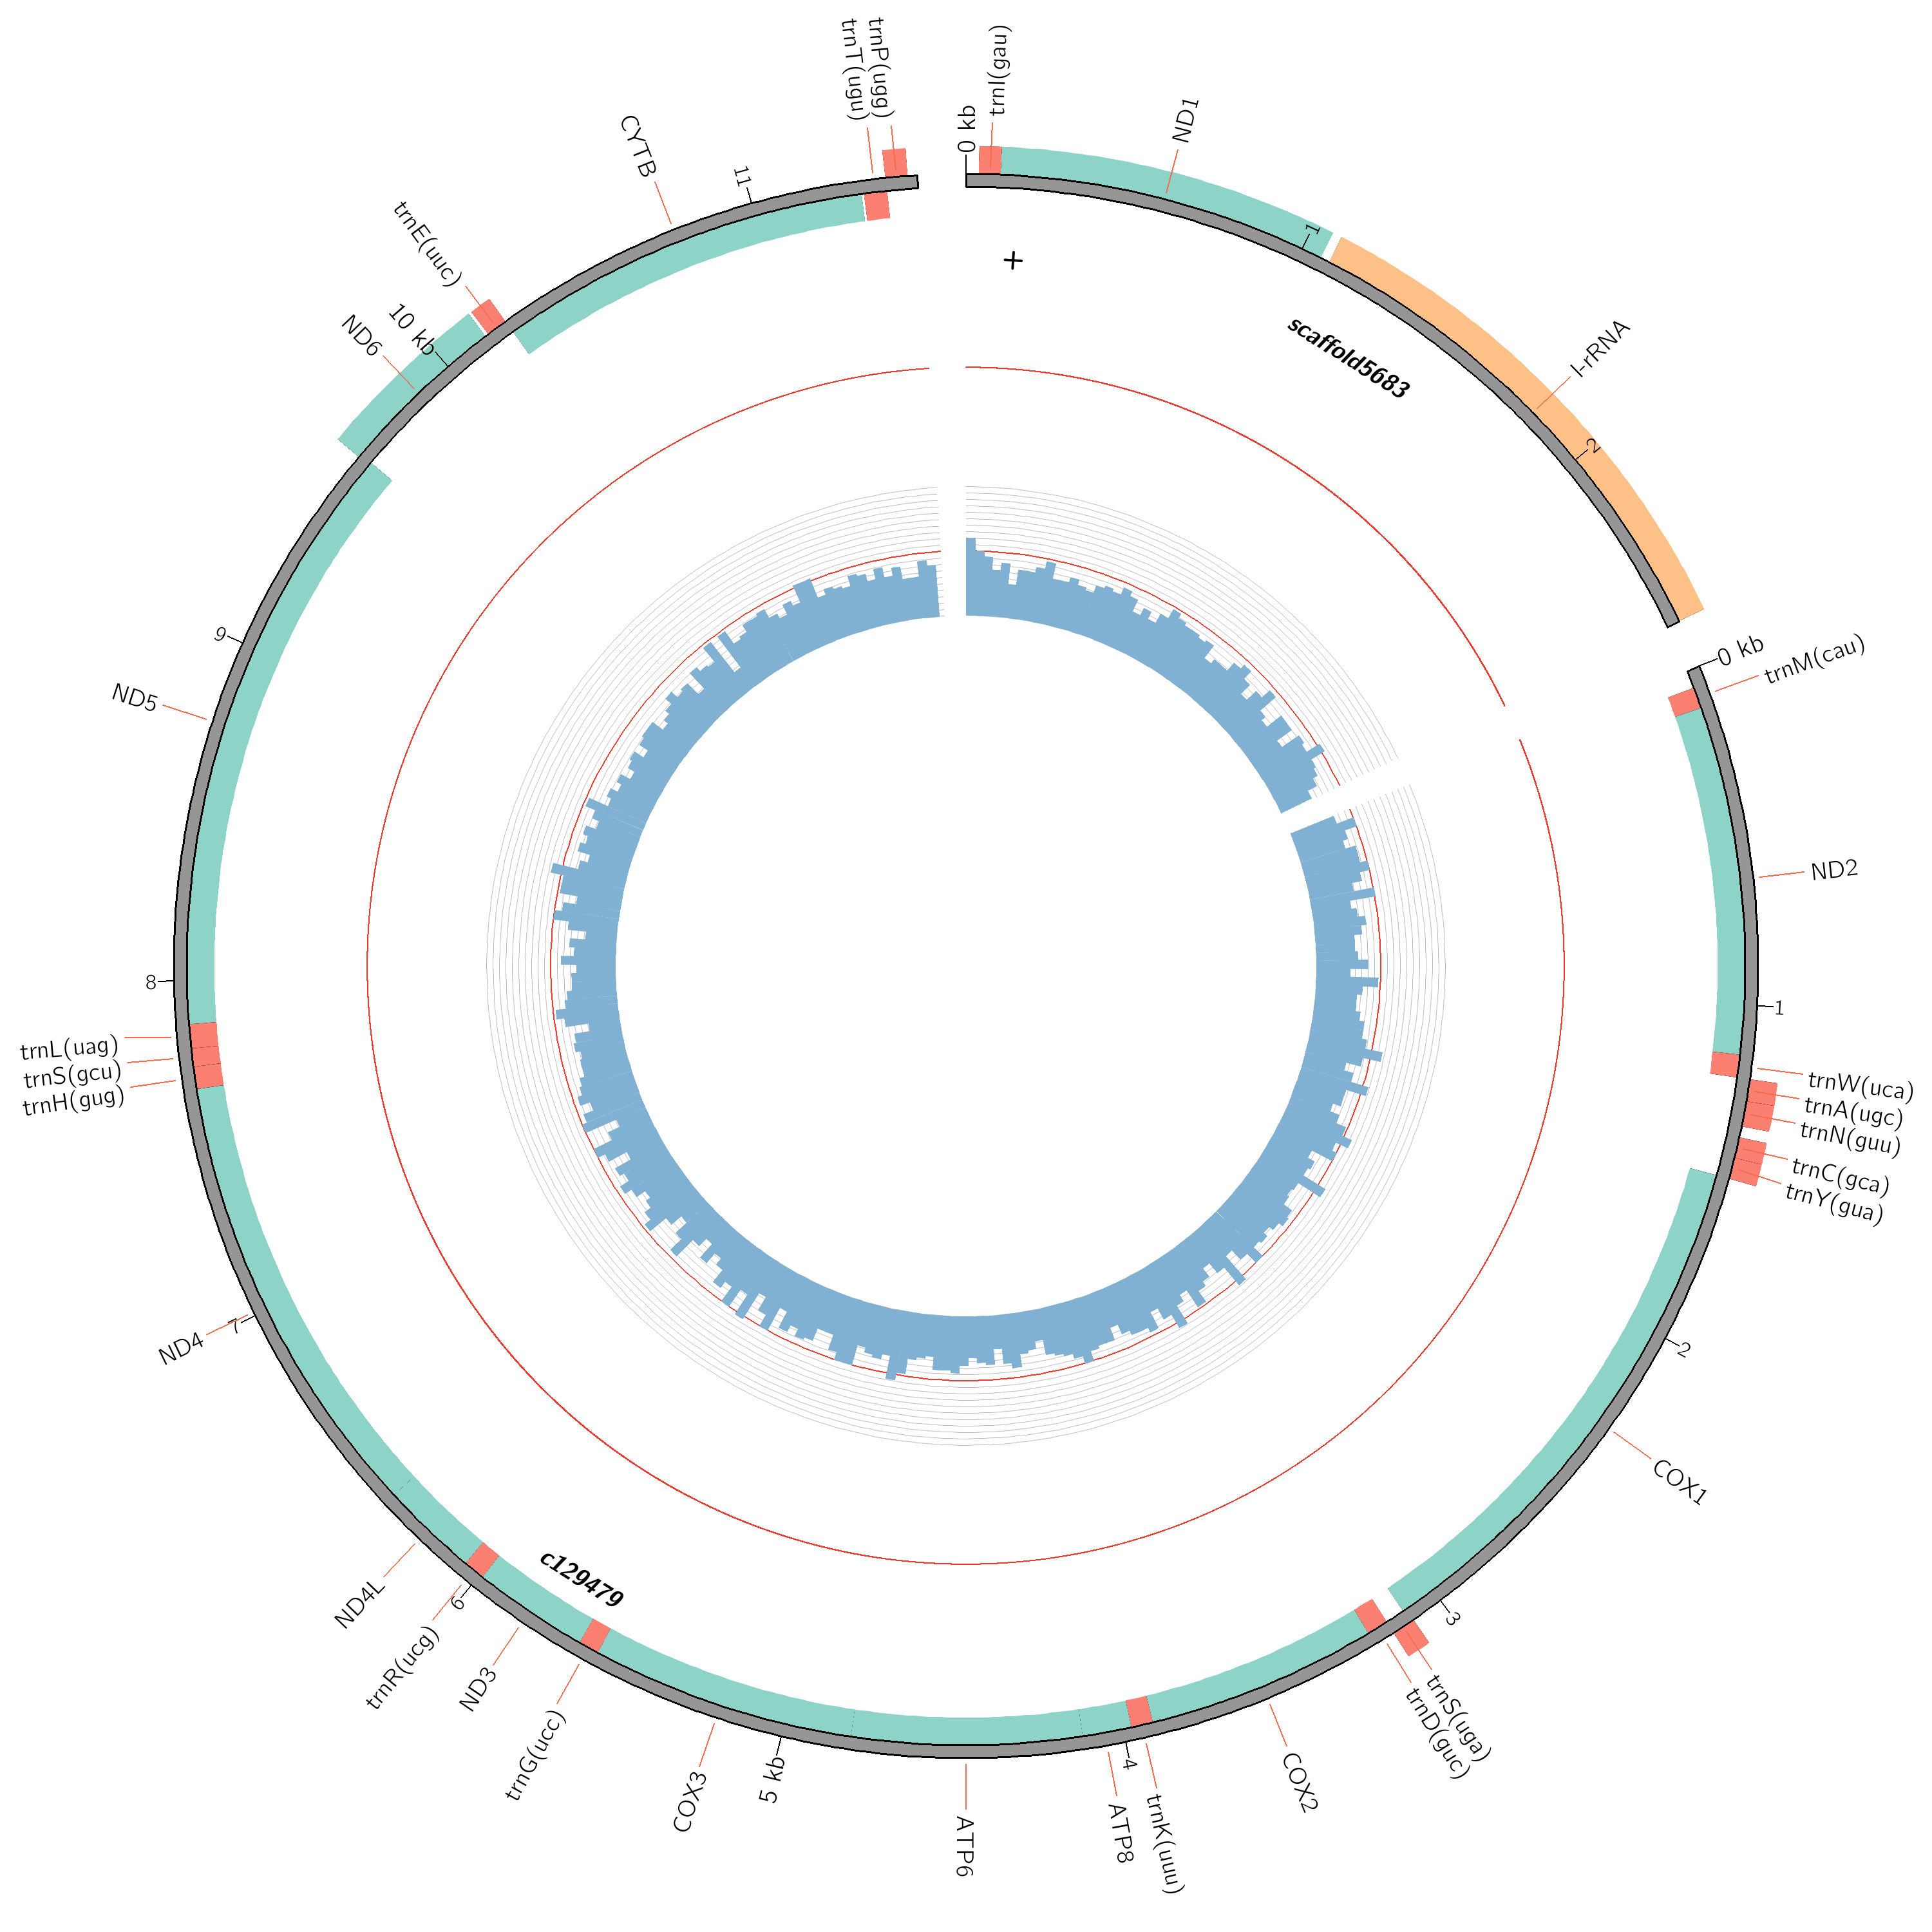 0 kb
trnI(gau)
ND1
1
l-rRNA
2
scaffold5683
+
0 kb
trnM(cau)
ND2
1
trnW(uca)
trnA(ugc)
trnN(guu)
trnC(gca)
trnY(gua)
2
COX1
3
trnS(uga)
trnD(guc)
COX2
trnK(uuu)
4
ATP8
ATP6
5 kb
COX3
trnG(ucc)
c129479
ND3
trnR(ucg)
6
ND4L
7
ND4
trnH(gug)
trnS(gcu)
trnL(uag)
8
ND5
9
ND6
10 kb
trnE(uuc)
CYTB
11
trnT(ugu)
trnP(ugg)